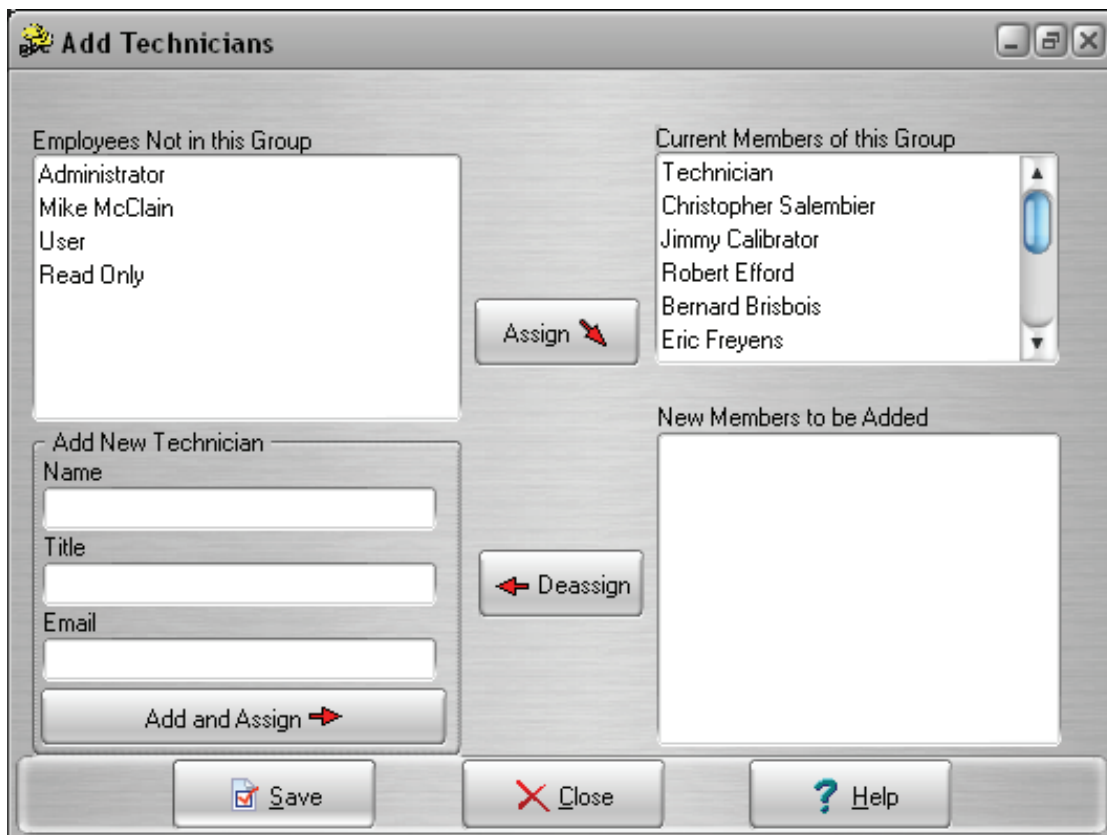 Add Technicians
Employees Not in this Group
Administrator
Mike McClain
User
Read Only
Current Members of this Group
Technician
Christopher Salembier
Jimmy Calibrator
Robert Efford
Bernard Brisbois
Eric Freyens
Assign
Add New Technician
Name
Title
Email
Add and Assign
Deassign
New Members to be Added
Save
Close
Help